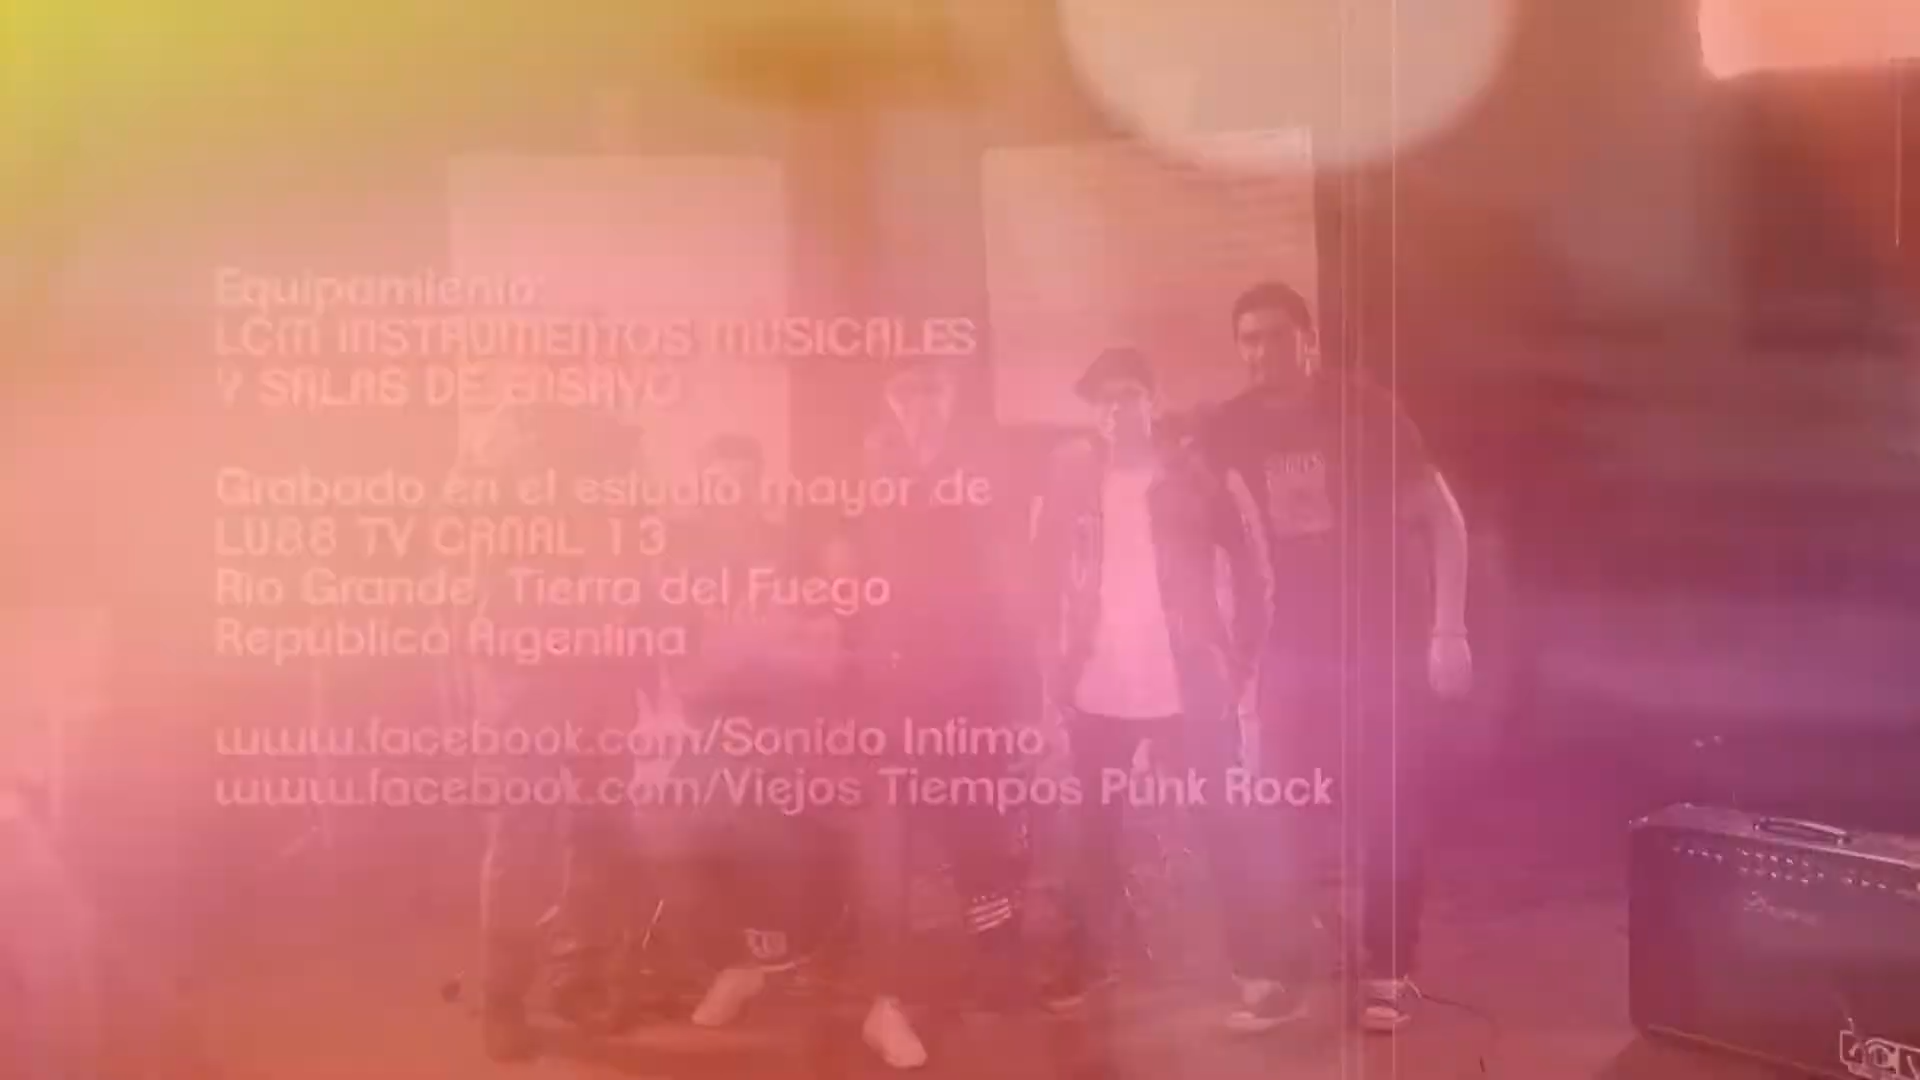 Equipamiento:
LCM INSTRUMENTOS MUSICALES
Y SALAS DE ENSAYO
Grabado en el estudio mayor de
LU88 TV CANAL 13
Rio Grande, Tierra del Fuego
Republica Argentina
www.facebook.com/Sonido Intimo
www.facebook.com/Viejos Tiempos Punk Rock